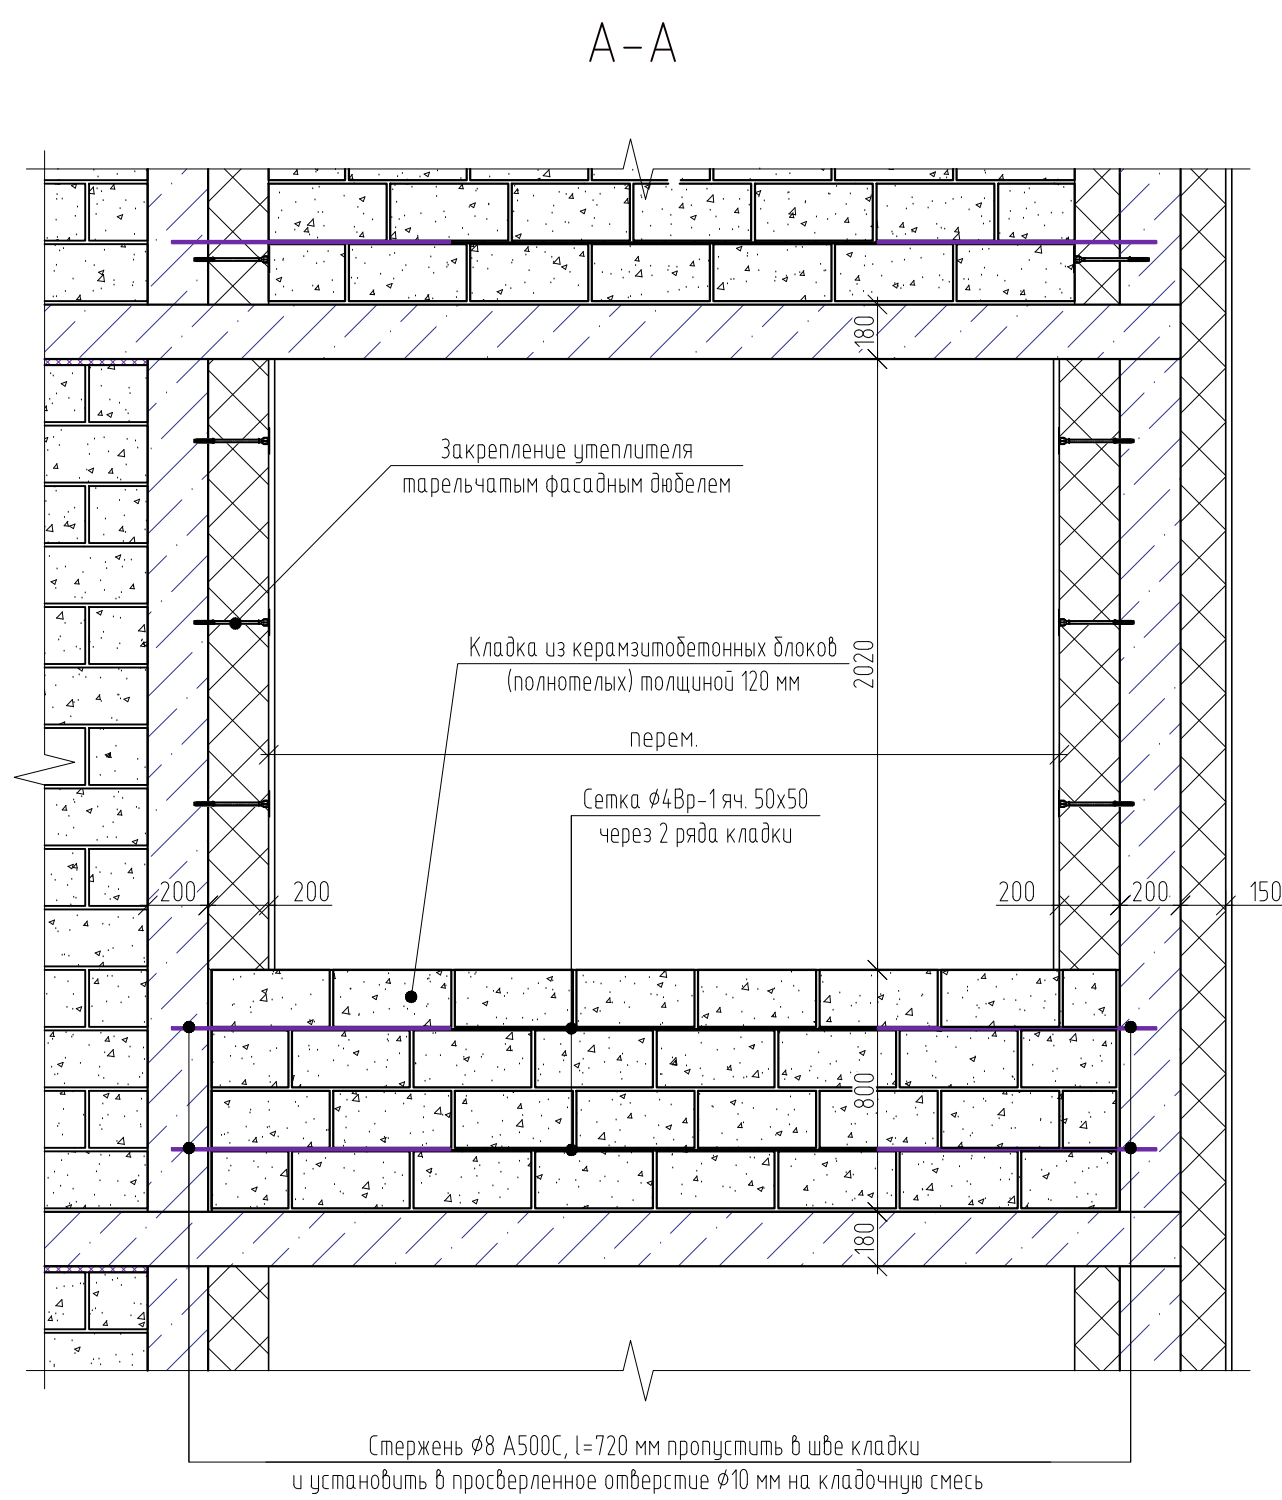 А-А
180
Закрепление утеплителя
тарельчатым фасадным дюбелем
Кладка из керамзитобетонных блоков
(полнотелых) толщиной 120 мм
2020
перем.
Сетка Ø4Вр-1 яч. 50х50
через 2 ряда кладки
200 200 200 200 150
800
180
Стержень Ø8 А500С, l=720 мм пропустить в шве кладки
и установить в просверленное отверстие Ø10 мм на кладочную смесь